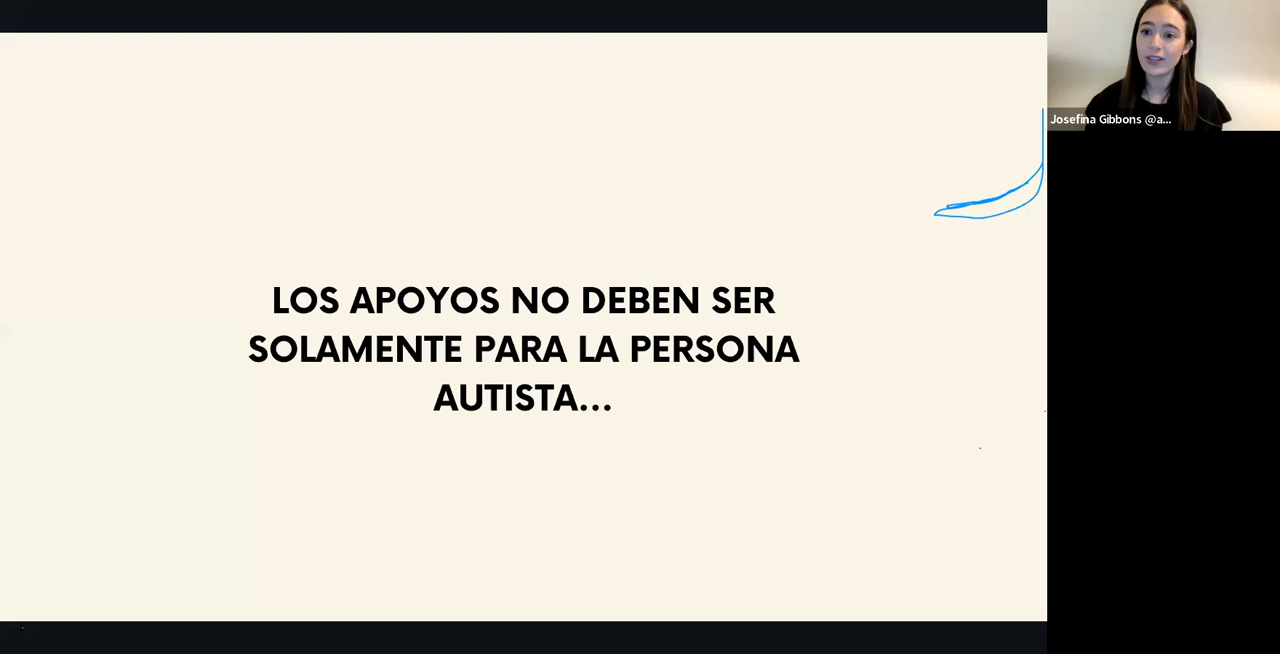 LOS APOYOS NO DEBEN SER
SOLAMENTE PARA LA PERSONA
AUTISTA...
Josefina Gibbons @a...